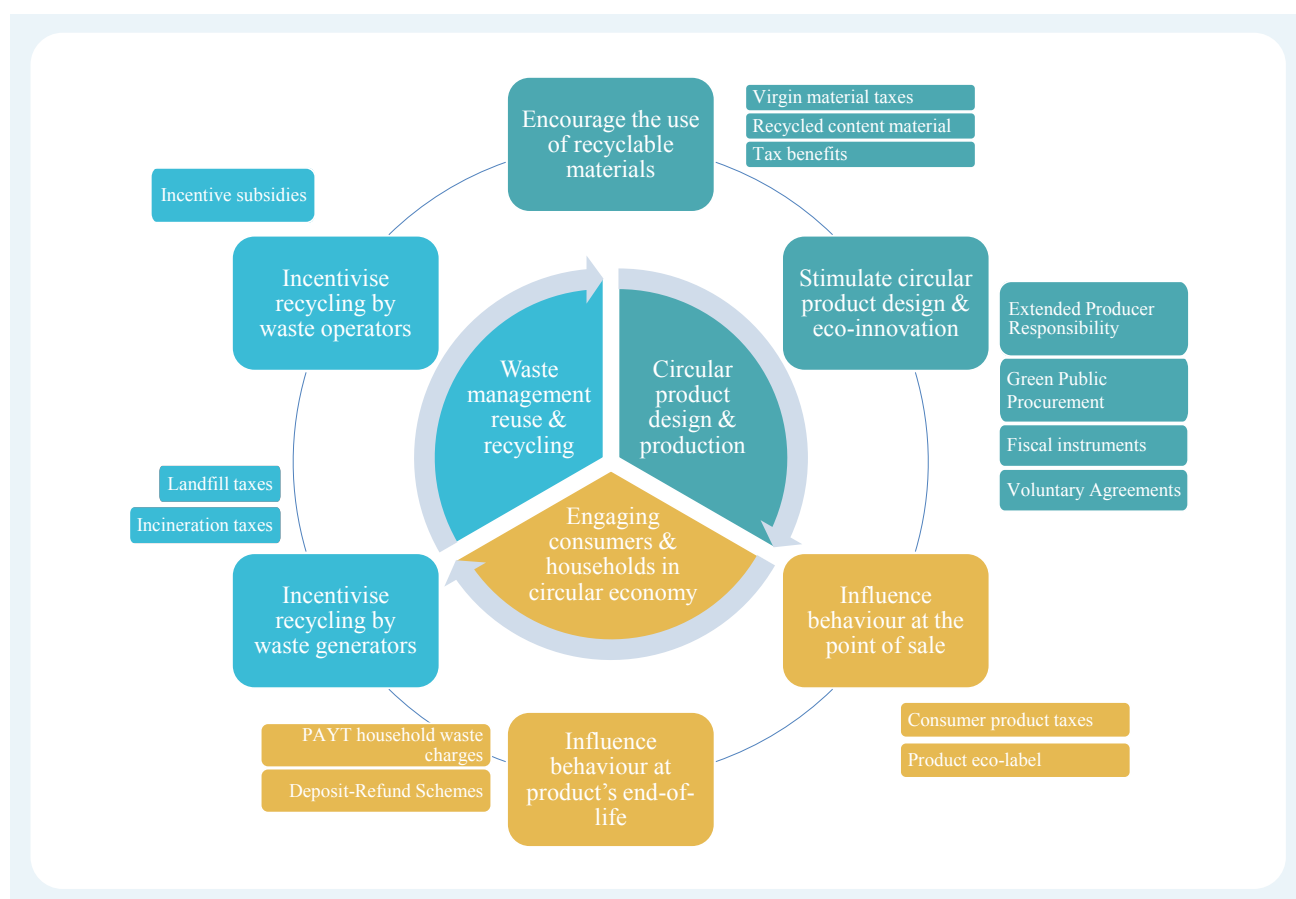 Encourage the use
of recyclable
materials
Virgin material taxes
Recycled content material
Tax benefits
Incentive subsidies
Incentivise
recycling by
waste operators
Stimulate circular
product design &
eco-innovation
Extended Producer
Responsibility
Green Public
Procurement
Fiscal instruments
Voluntary Agreements
Waste
management
reuse &
recycling
Circular
product
design &
production
Engaging
consumers &
households in
circular economy
Landfill taxes
Incineration taxes
Incentivise
recycling by
waste generators
Influence
behaviour at the
point of sale
Consumer product taxes
Product eco-label
PAYT household waste
charges
Deposit-Refund Schemes
Influence
behaviour at
product’s end-of-
life